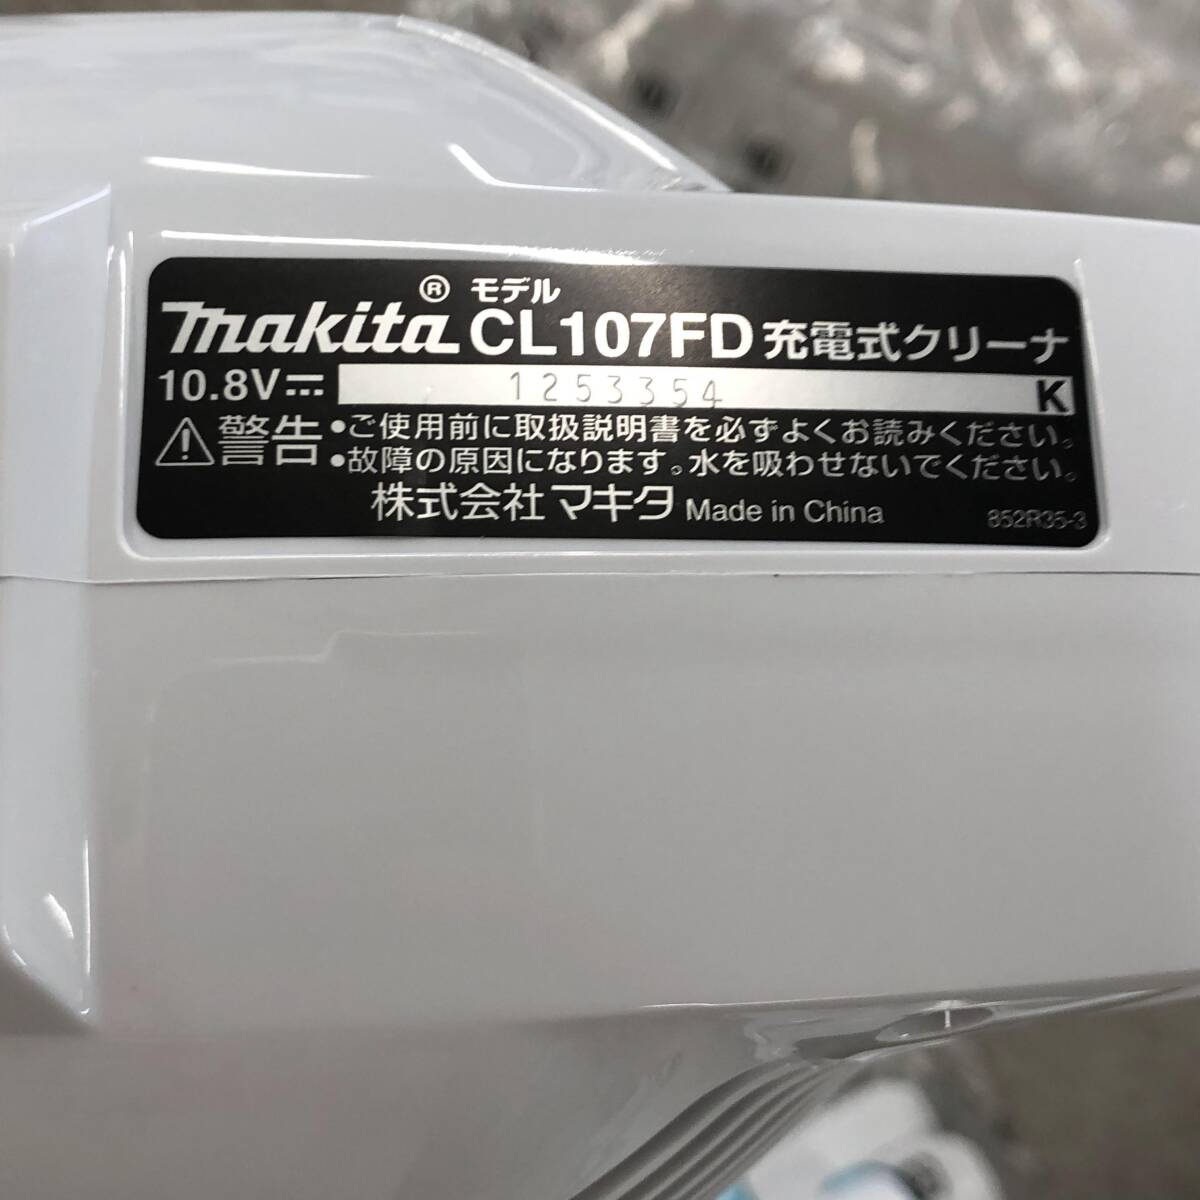 makita® モデル CL107FD 充電式クリーナ
10.8V⎓ 1253354 K
⚠警告 •ご使用前に取扱説明書を必ずよくお読みください。
•故障の原因になります。水を吸わせないでください。
株式会社マキタ Made in China 852R35-3